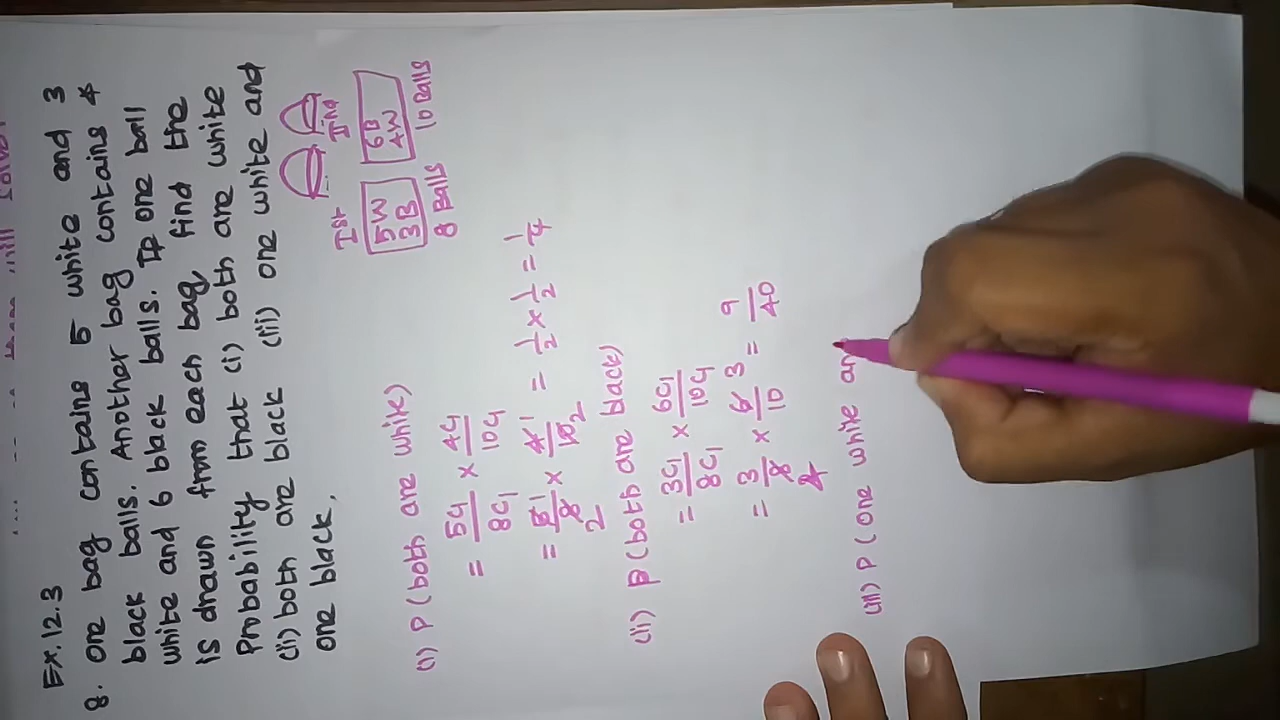 Ex. 12.3
8. One bag contains 5 white and 3
black balls. Another bag contains 4
white and 6 black balls. If one ball
is drawn from each bag, find the
Probability that (i) both are white
(ii) both are black (iii) one white and
one black.
Ist IInd
5W 6B
3B 4W
8 Balls 10 Balls
(i) P(both are white)
= 5C1/8C1 × 4C1/10C1
= 5/8 × 4/10 = 1/2 × 1/2 = 1/4
(ii) P(both are black)
= 3C1/8C1 × 6C1/10C1
= 3/8 × 6/10 = 9/40
(iii) P(one white an